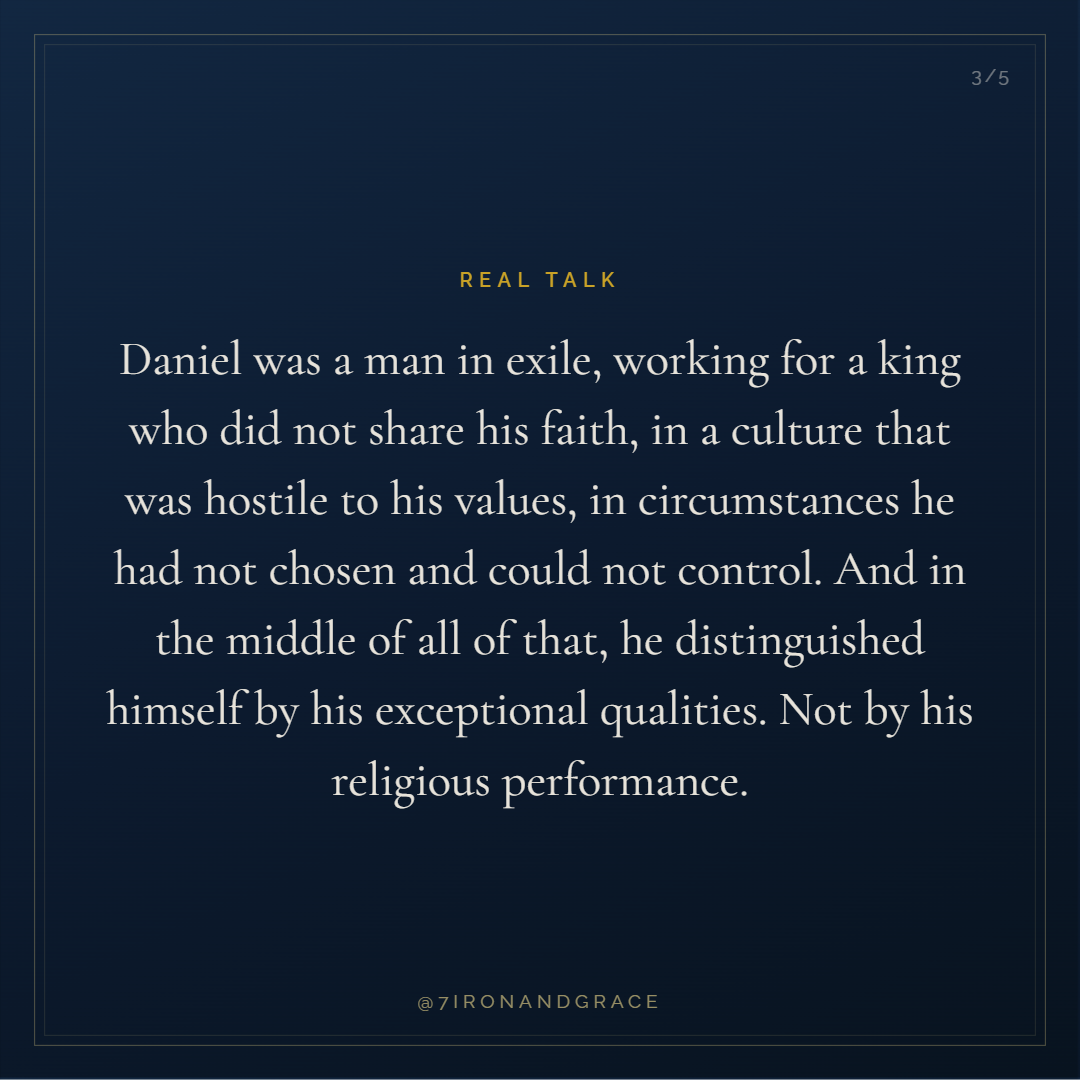 3/5
REAL TALK
Daniel was a man in exile, working for a king
who did not share his faith, in a culture that
was hostile to his values, in circumstances he
had not chosen and could not control. And in
the middle of all of that, he distinguished
himself by his exceptional qualities. Not by his
religious performance.
@7IRONANDGRACE